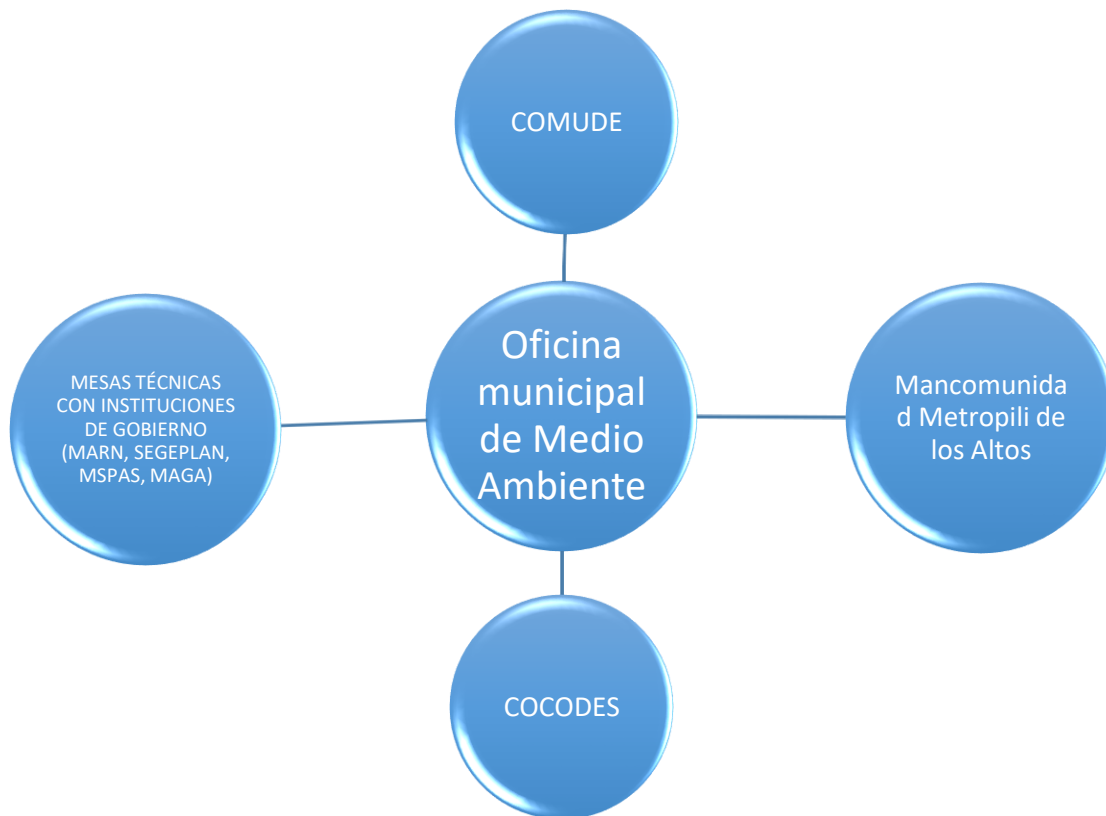 COMUDE
MESAS TÉCNICAS
CON INSTITUCIONES
DE GOBIERNO
(MARN, SEGEPLAN,
MSPAS, MAGA)
Oficina
municipal
de Medio
Ambiente
Mancomunida
d Metropili de
los Altos
COCODES